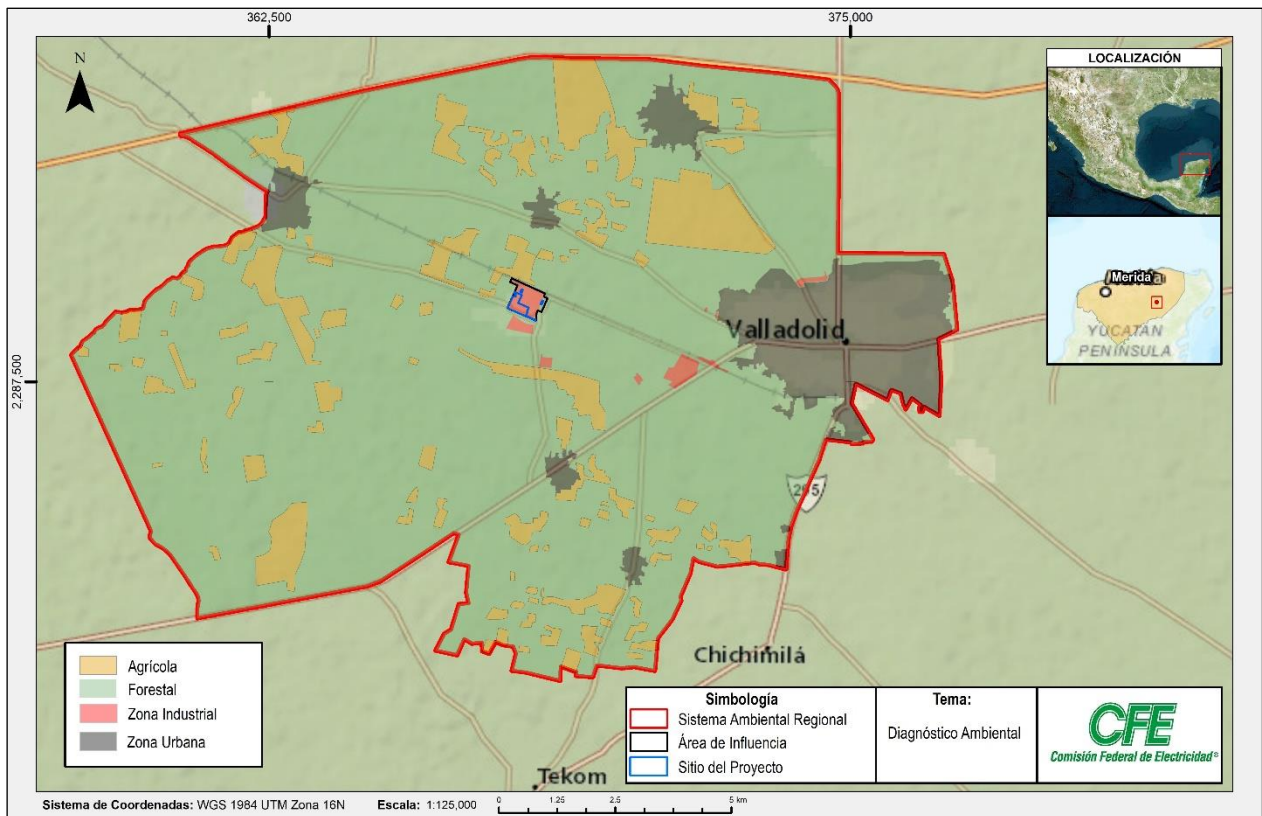 362,500
375,000
N
2,287,500
LOCALIZACIÓN
Merida
YUCATAN
PENINSULA
Valladolid
295
Chichimilá
Tekom
Agrícola
Forestal
Zona Industrial
Zona Urbana
Simbología
Sistema Ambiental Regional
Área de Influencia
Sitio del Proyecto
Tema:
Diagnóstico Ambiental
CFE
Comisión Federal de Electricidad®
Sistema de Coordenadas: WGS 1984 UTM Zona 16N
Escala: 1:125,000
0 1.25 2.5 5 km